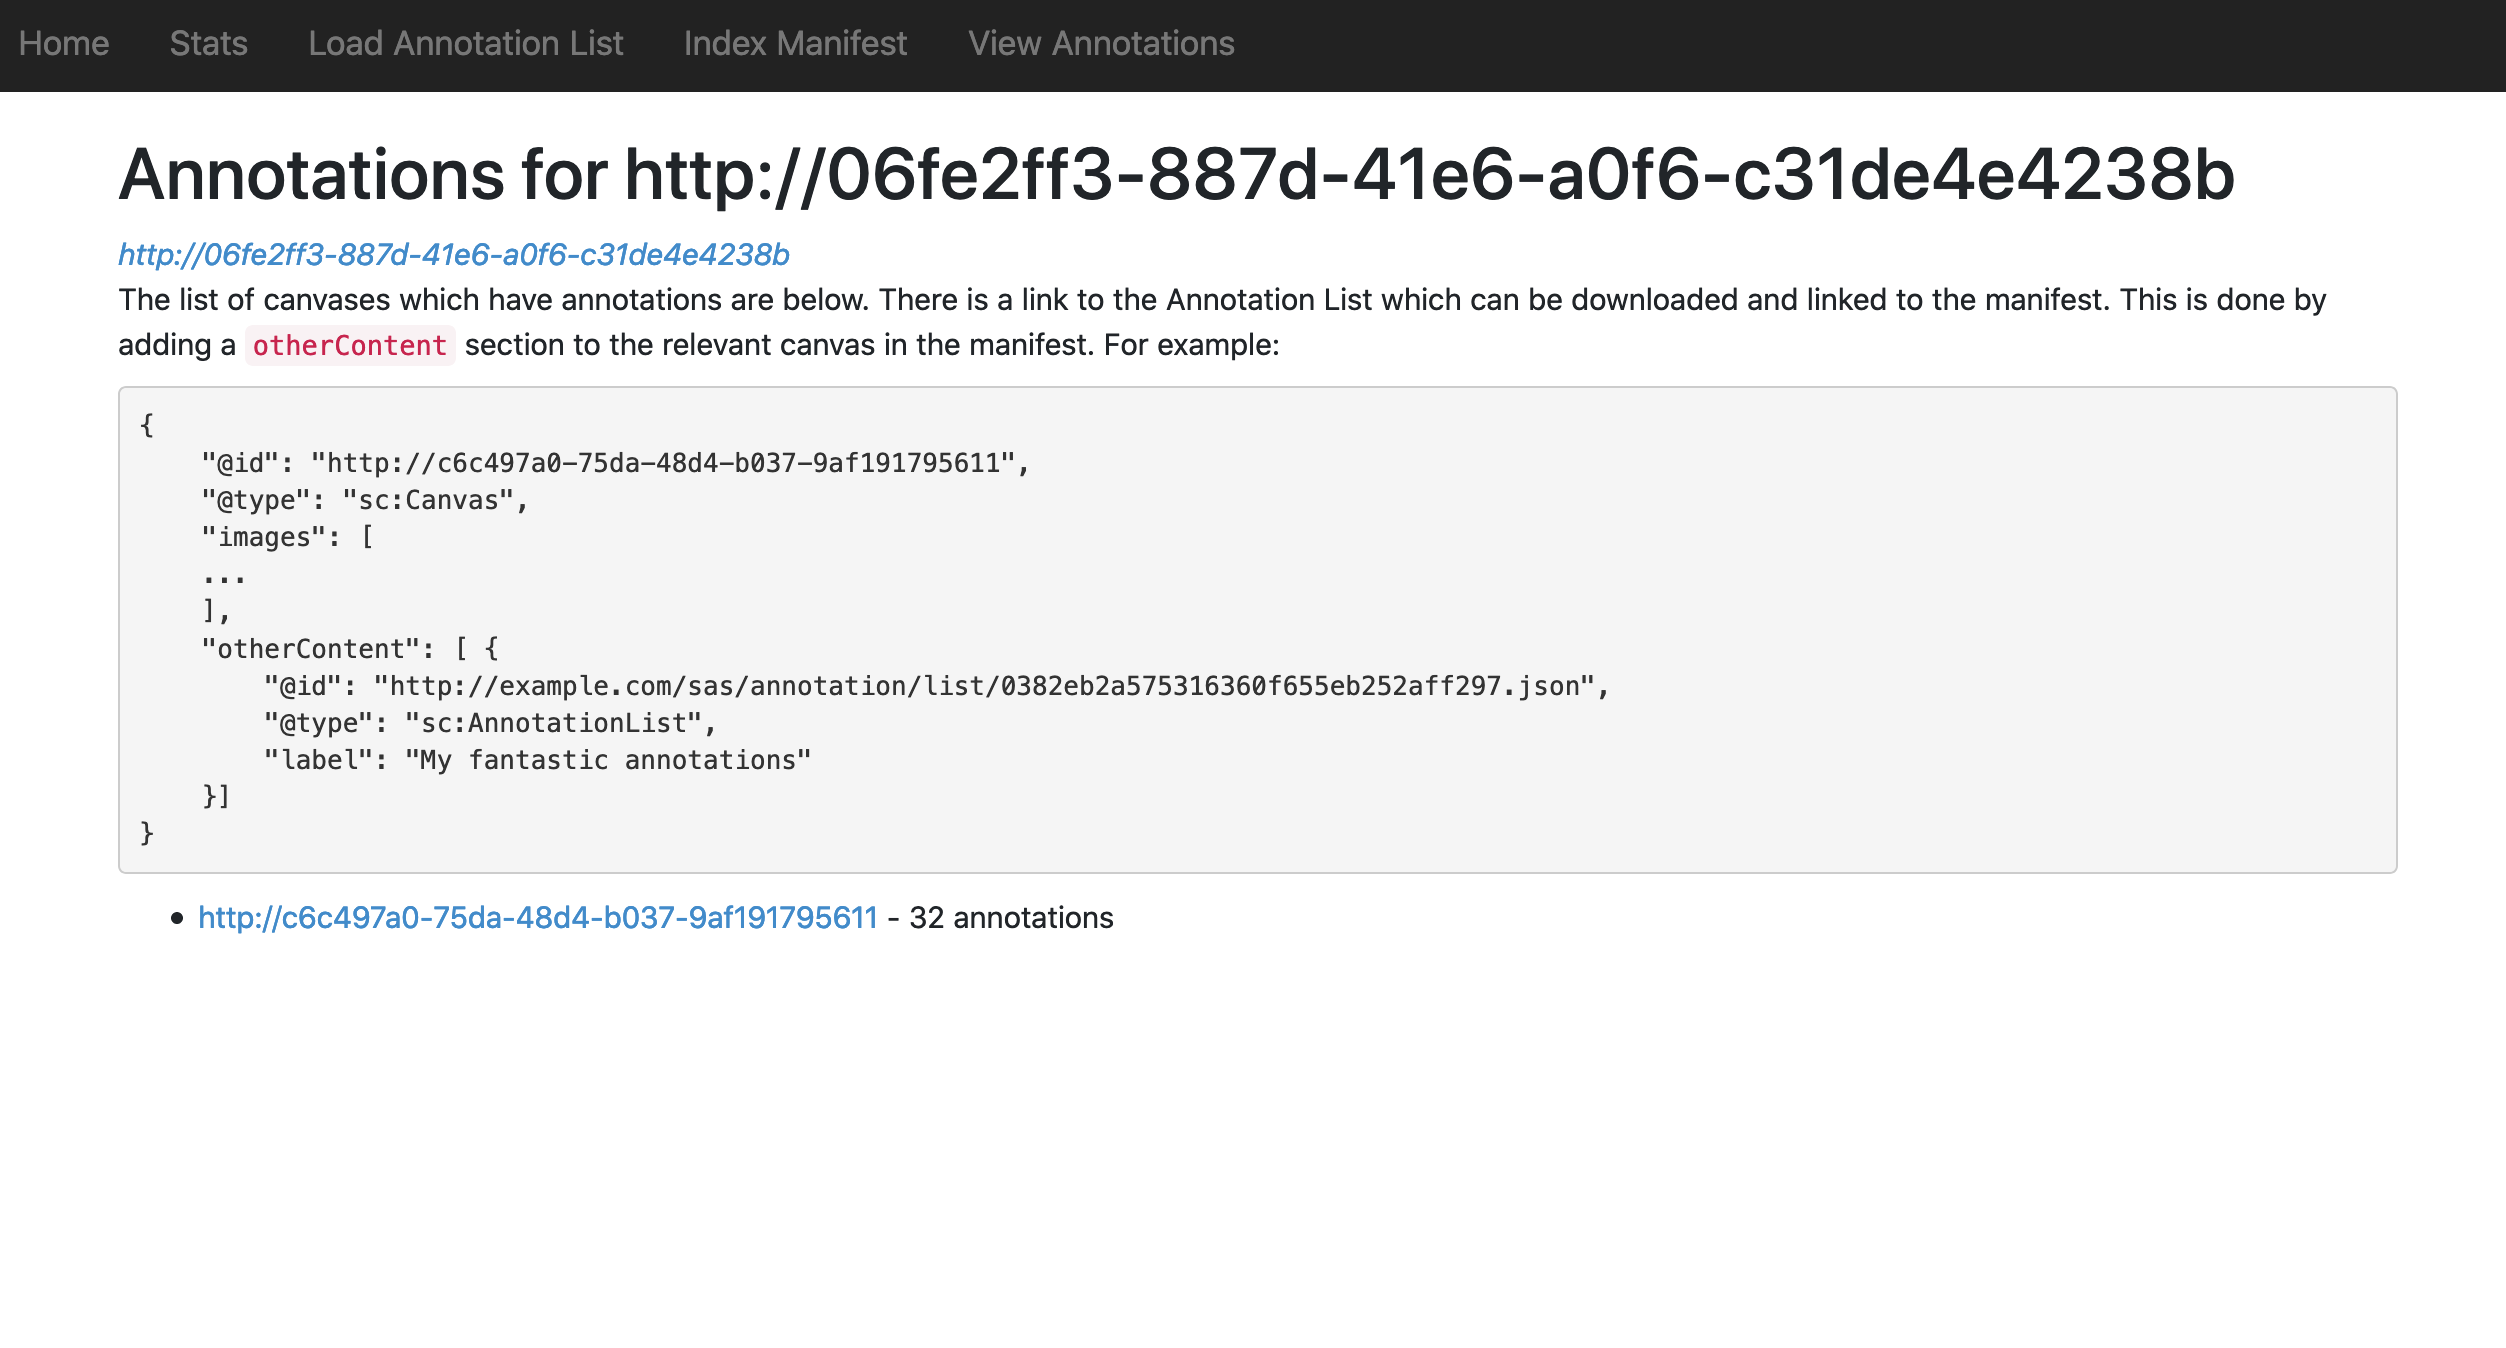 Home Stats Load Annotation List Index Manifest View Annotations
Annotations for http://06fe2ff3-887d-41e6-a0f6-c31de4e4238b
http://06fe2ff3-887d-41e6-a0f6-c31de4e4238b
The list of canvases which have annotations are below. There is a link to the Annotation List which can be downloaded and linked to the manifest. This is done by
adding a otherContent section to the relevant canvas in the manifest. For example:
{
    "@id": "http://c6c497a0-75da-48d4-b037-9af191795611",
    "@type": "sc:Canvas",
    "images": [
    ...
    ],
    "otherContent": [ {
        "@id": "http://example.com/sas/annotation/list/0382eb2a575316360f655eb252aff297.json",
        "@type": "sc:AnnotationList",
        "label": "My fantastic annotations"
    }]
}
• http://c6c497a0-75da-48d4-b037-9af191795611 - 32 annotations